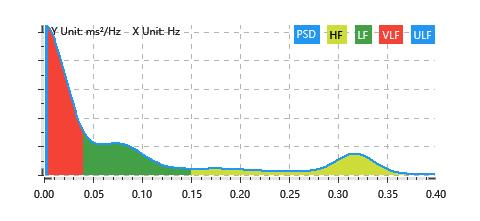 Y Unit: ms²/Hz - X Unit: Hz
PSD HF LF VLF ULF
0.00 0.05 0.10 0.15 0.20 0.25 0.30 0.35 0.40